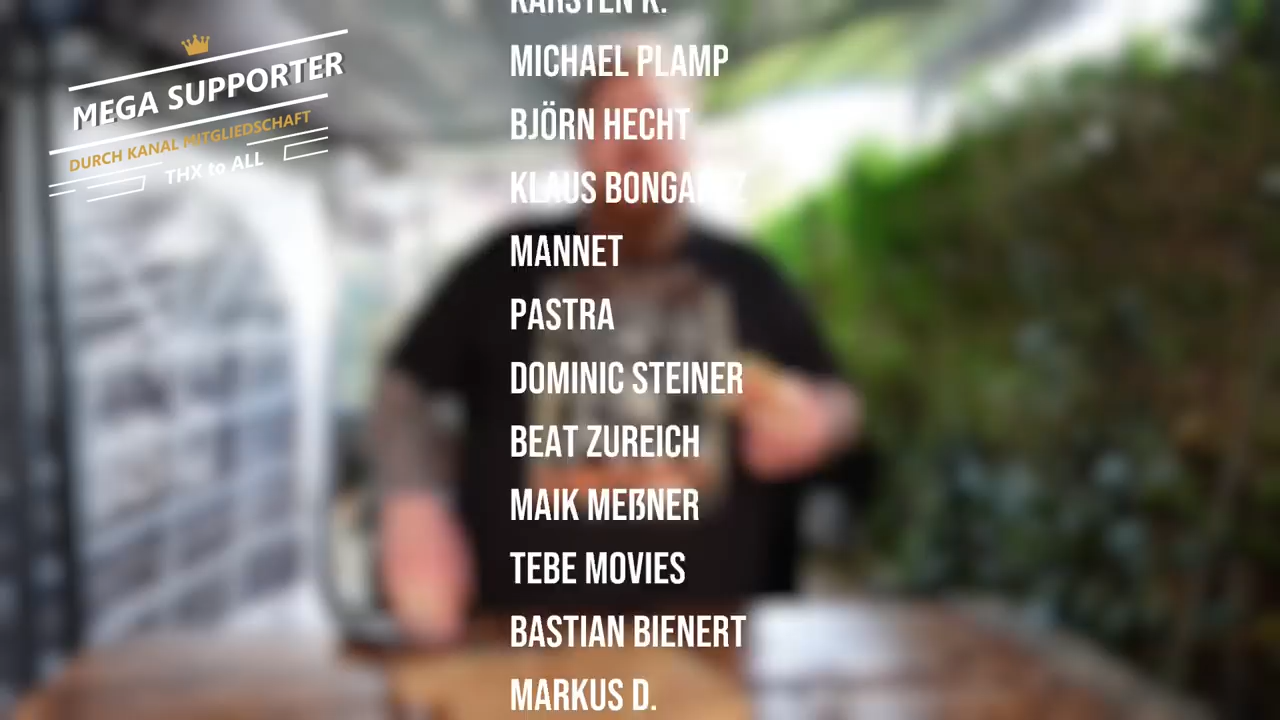 MEGA SUPPORTER
DURCH KANAL MITGLIEDSCHAFT
THX to ALL
KARSTEN K.
MICHAEL PLAMP
BJÖRN HECHT
KLAUS
MANNET
PASTRA
DOMINIC STEINER
BEAT ZUREICH
MAIK MEẞNER
TEBE MOVIES
BASTIAN BIENERT
MARKUS D.